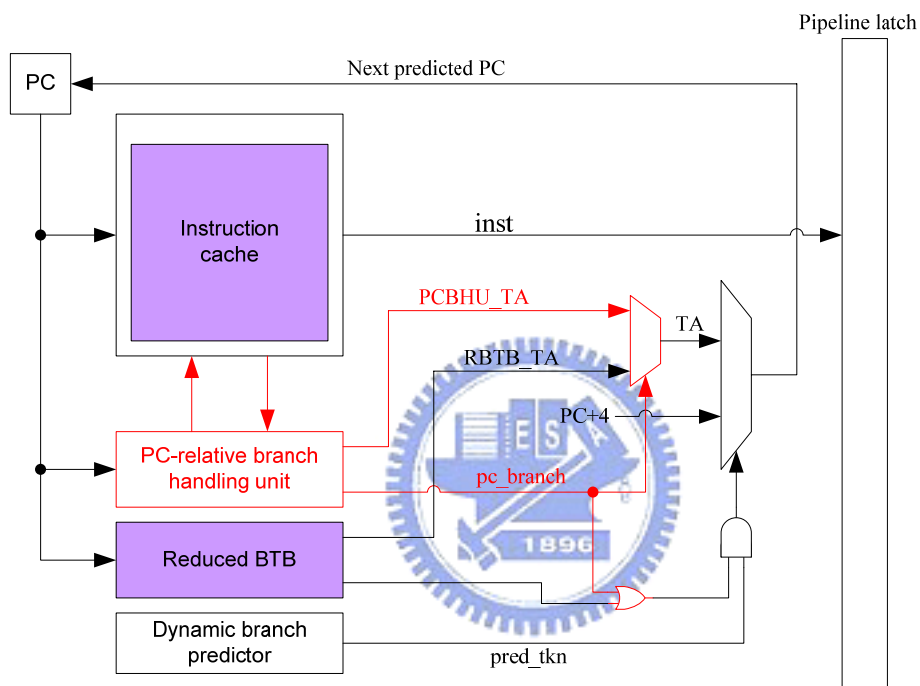 Pipeline latch
Next predicted PC
PC
Instruction
cache
inst
PCBHU_TA
TA
RBTB_TA
PC+4
ESA
PC-relative branch
handling unit
pc_branch
1896
Reduced BTB
Dynamic branch
predictor
pred_tkn